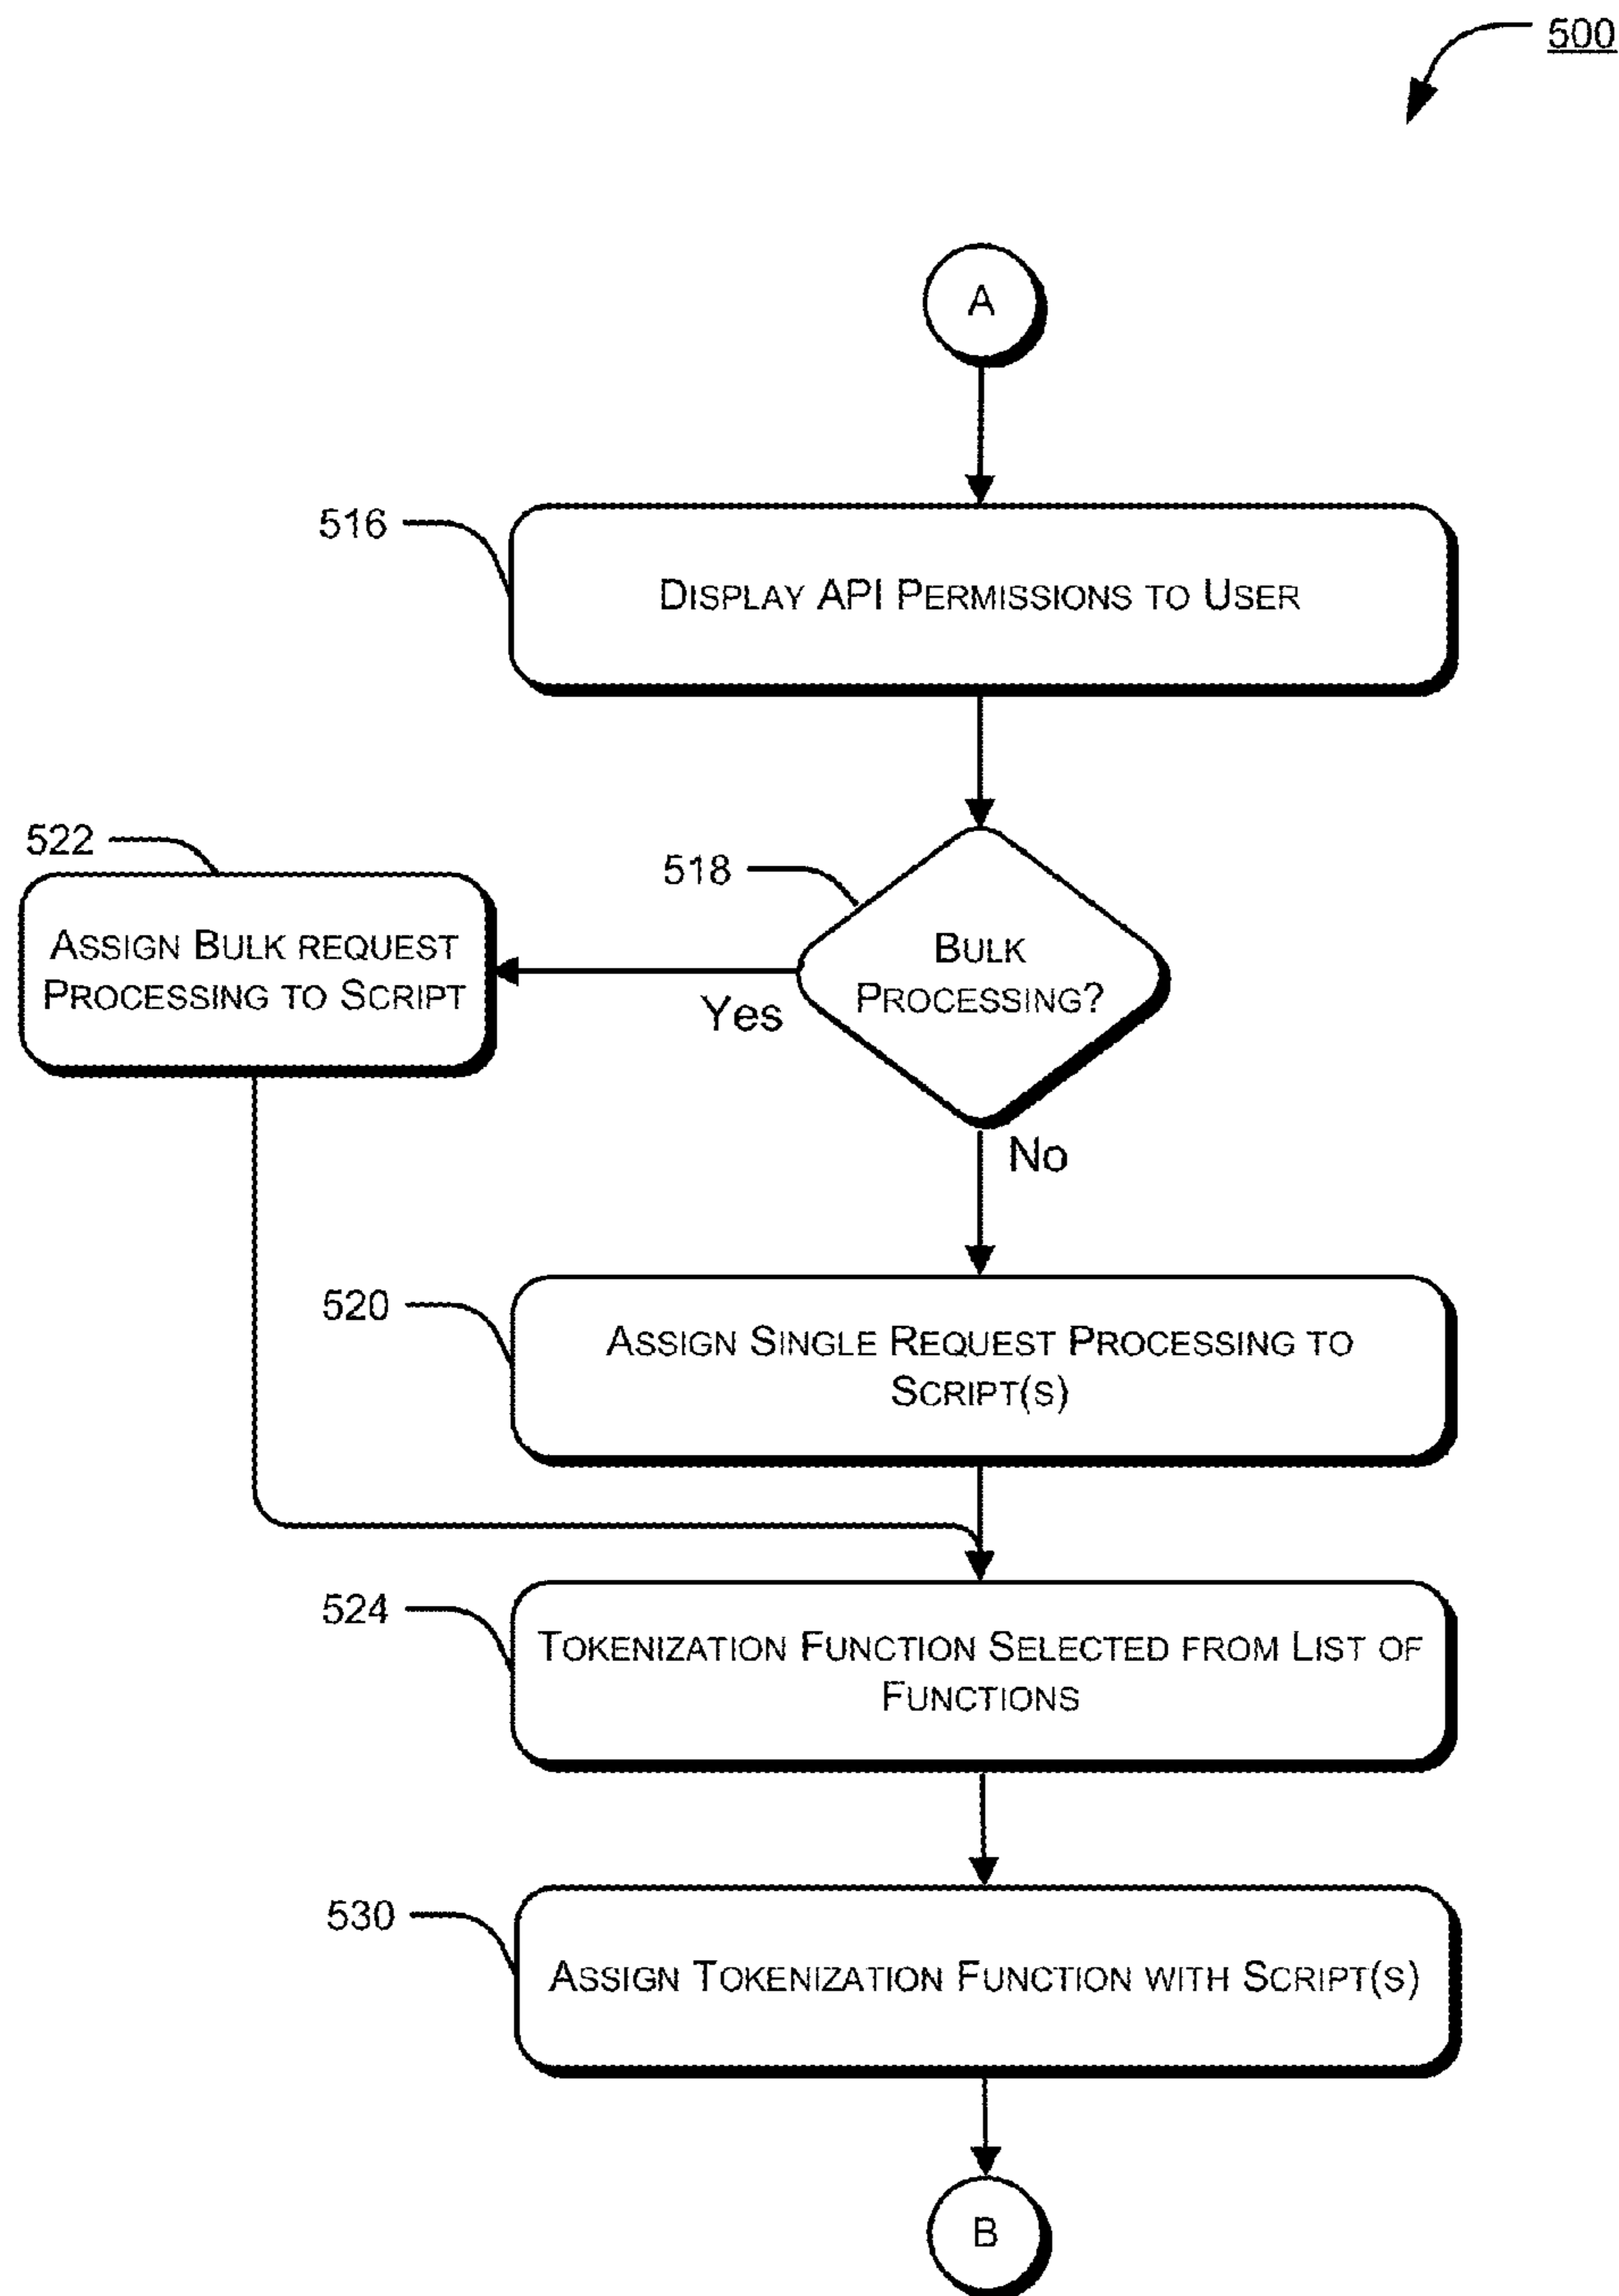 500
A
516
DISPLAY API PERMISSIONS TO USER
522
518
ASSIGN BULK REQUEST
PROCESSING TO SCRIPT
BULK
PROCESSING?
Yes
No
520
ASSIGN SINGLE REQUEST PROCESSING TO
SCRIPT(S)
524
TOKENIZATION FUNCTION SELECTED FROM LIST OF
FUNCTIONS
530
ASSIGN TOKENIZATION FUNCTION WITH SCRIPT(S)
B